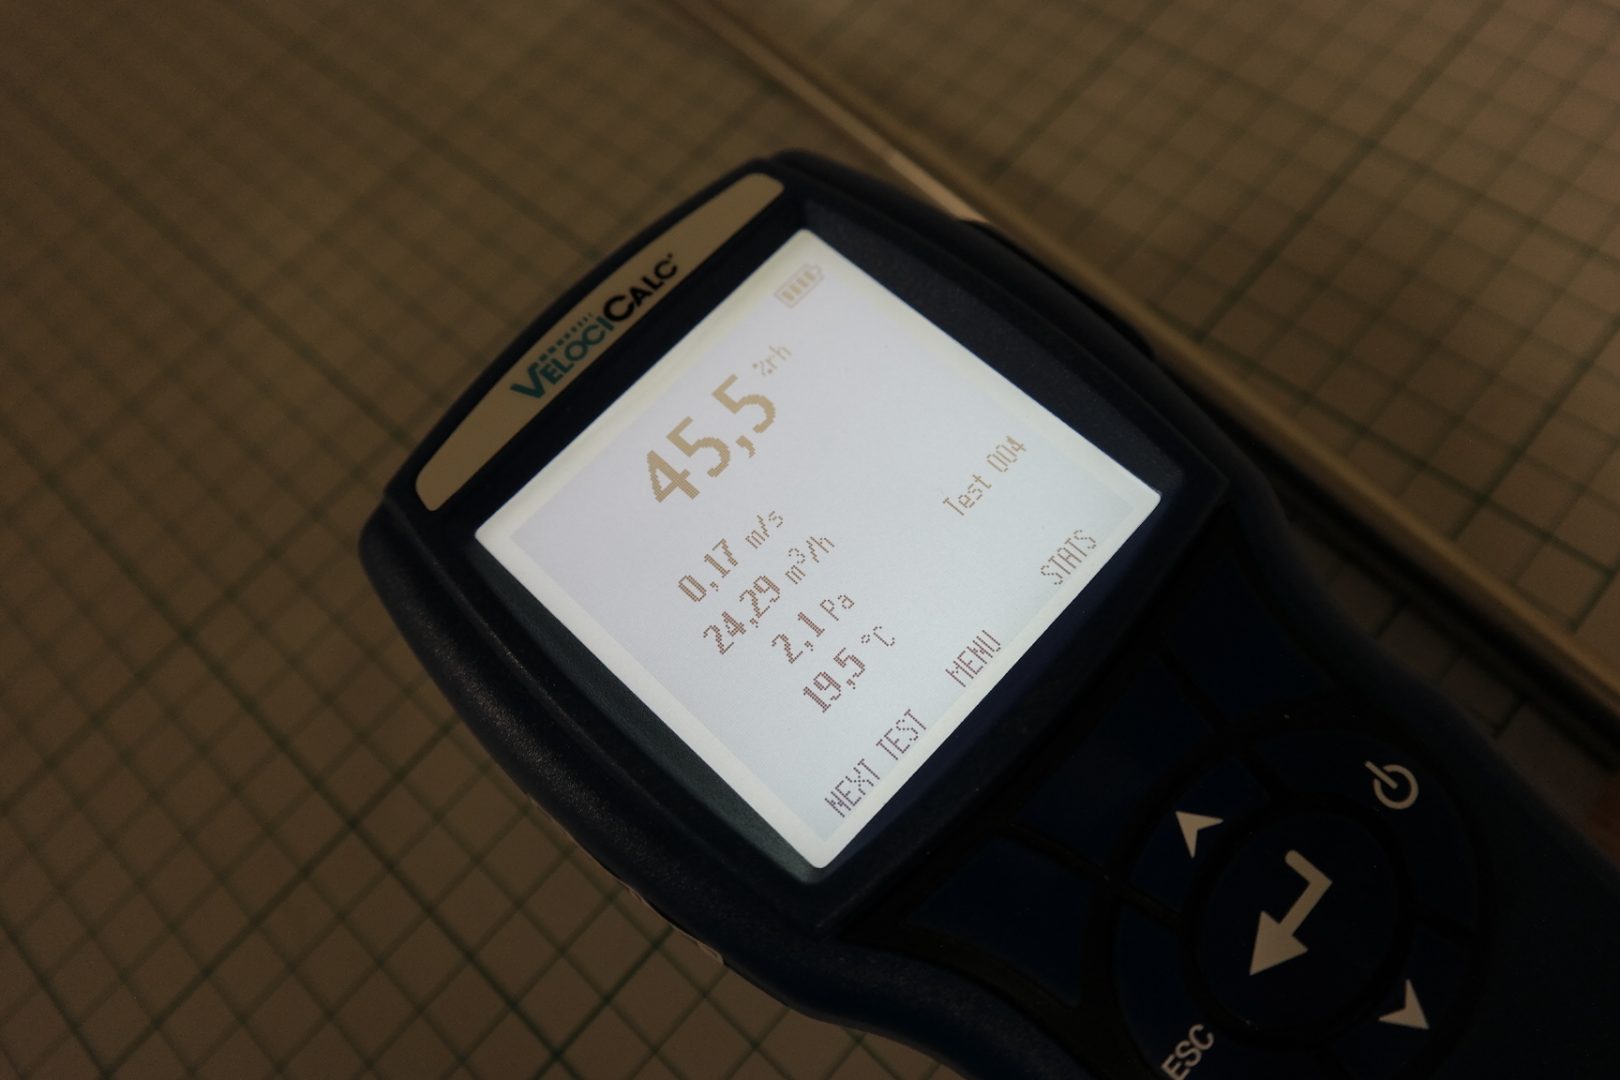 VELOCICALC®
45,5 %rh
0,17 m/s
24,29 m³/h
2,1 Pa
19,5 °C
Test 004
NEXT TEST MENU STATS
ESC